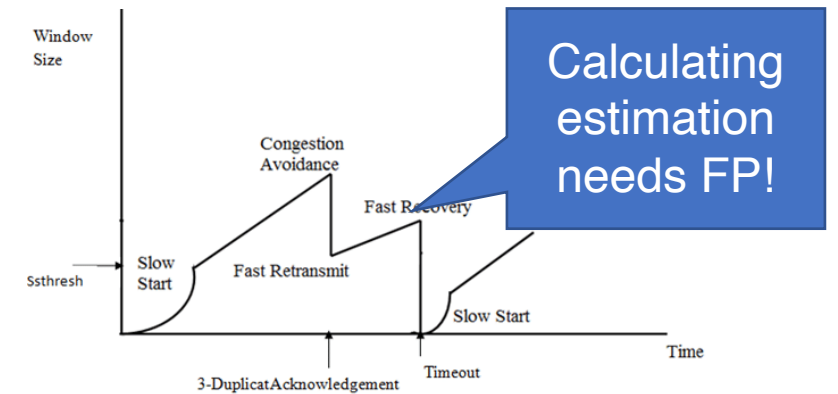 Window
Size
Calculating
estimation
needs FP!
Congestion
Avoidance
Fast Recovery
Ssthresh
Slow
Start
Fast Retransmit
Slow Start
Time
3-DuplicatAcknowledgement
Timeout